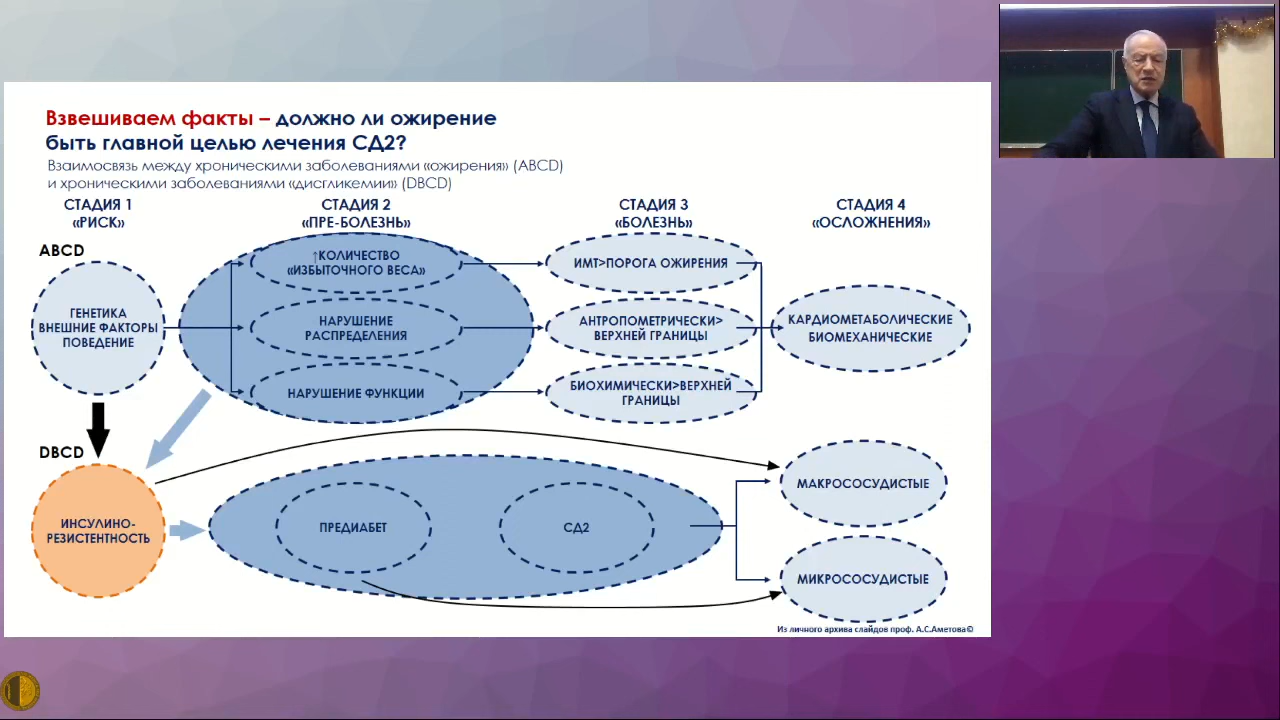 Взвешиваем факты – должно ли ожирение
быть главной целью лечения СД2?
Взаимосвязь между хроническими заболеваниями «ожирения» (ABCD)
и хроническими заболеваниями «дисгликемии» (DBCD)
СТАДИЯ 1
«РИСК»
СТАДИЯ 2
«ПРЕ-БОЛЕЗНЬ»
СТАДИЯ 3
«БОЛЕЗНЬ»
СТАДИЯ 4
«ОСЛОЖНЕНИЯ»
ABCD
ГЕНЕТИКА
ВНЕШНИЕ ФАКТОРЫ
ПОВЕДЕНИЕ
↑КОЛИЧЕСТВО
«ИЗБЫТОЧНОГО ВЕСА»
НАРУШЕНИЕ
РАСПРЕДЕЛЕНИЯ
НАРУШЕНИЕ ФУНКЦИИ
ИМТ>ПОРОГА ОЖИРЕНИЯ
АНТРОПОМЕТРИЧЕСКИ>
ВЕРХНЕЙ ГРАНИЦЫ
БИОХИМИЧЕСКИ>ВЕРХНЕЙ
ГРАНИЦЫ
КАРДИОМЕТАБОЛИЧЕСКИЕ
БИОМЕХАНИЧЕСКИЕ
DBCD
ИНСУЛИНО-
РЕЗИСТЕНТНОСТЬ
ПРЕДИАБЕТ
СД2
МАКРОСОСУДИСТЫЕ
МИКРОСОСУДИСТЫЕ
Из личного архива слайдов проф. А.С.Аметова©